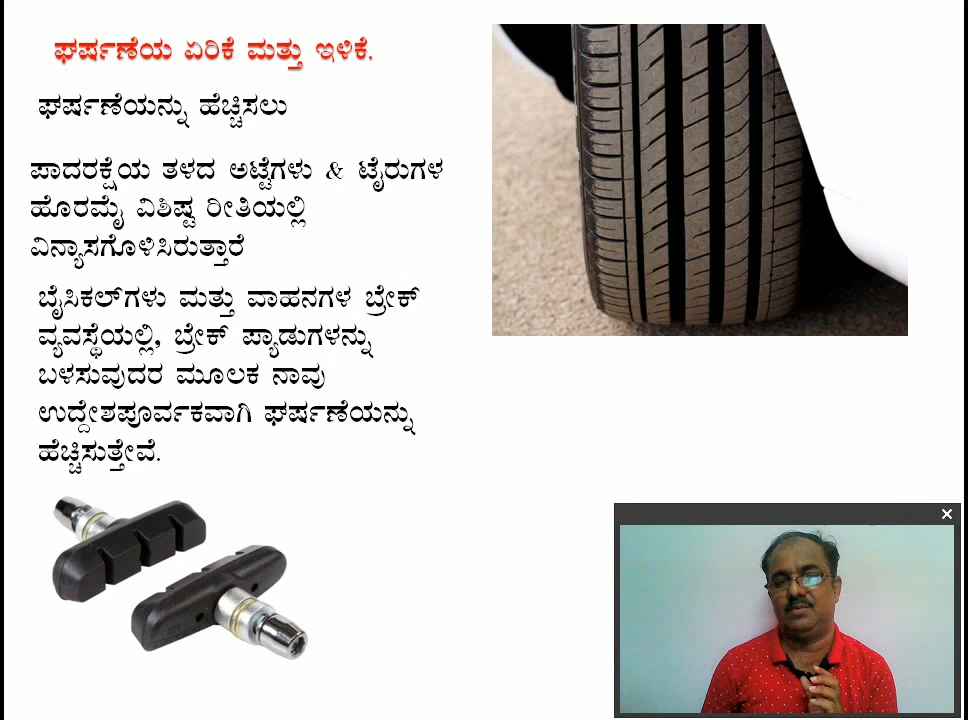 ಘರ್ಷಣೆಯ ಏರಿಕೆ ಮತ್ತು ಇಳಿಕೆ.
ಘರ್ಷಣೆಯನ್ನು ಹೆಚ್ಚಿಸಲು
ಪಾದರಕ್ಷೆಯ ತಳದ ಅಟ್ಟೆಗಳು & ಟೈರುಗಳ
ಹೊರಮೈ ವಿಶಿಷ್ಟ ರೀತಿಯಲ್ಲಿ
ವಿನ್ಯಾಸಗೊಳಿಸಿರುತ್ತಾರೆ
ಬೈಸಿಕಲ್‌ಗಳು ಮತ್ತು ವಾಹನಗಳ ಬ್ರೇಕ್
ವ್ಯವಸ್ಥೆಯಲ್ಲಿ, ಬ್ರೇಕ್ ಪ್ಯಾಡುಗಳನ್ನು
ಬಳಸುವುದರ ಮೂಲಕ ನಾವು
ಉದ್ದೇಶಪೂರ್ವಕವಾಗಿ ಘರ್ಷಣೆಯನ್ನು
ಹೆಚ್ಚಿಸುತ್ತೇವೆ.